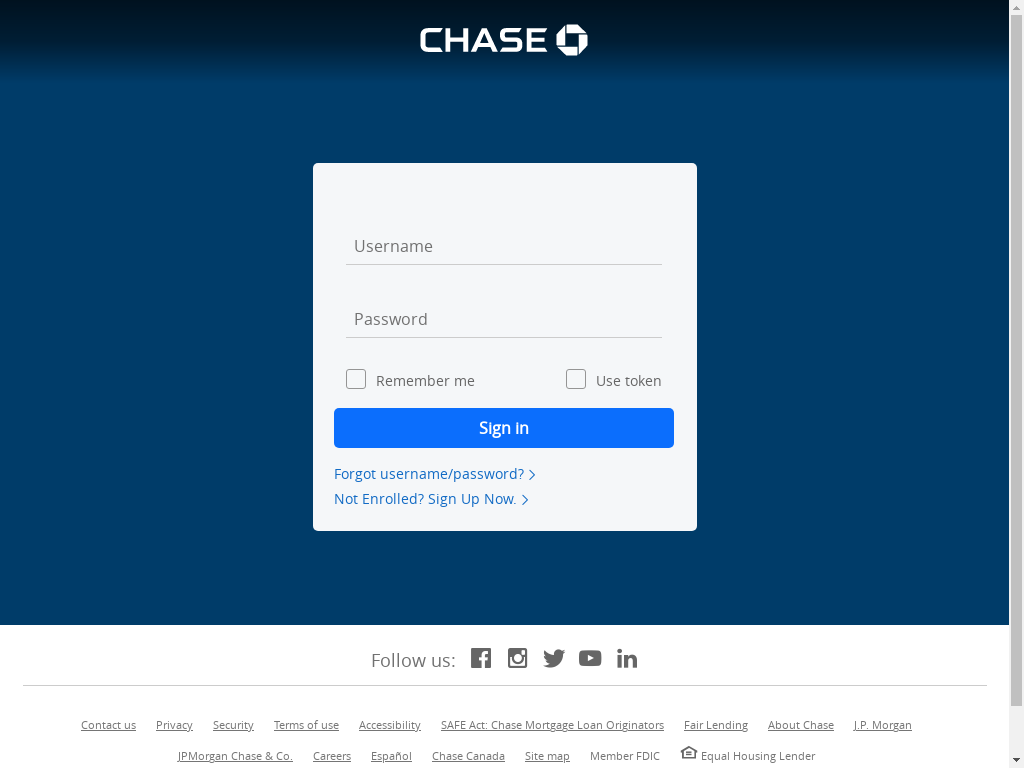 CHASE
Username
Password
Remember me Use token
Sign in
Forgot username/password?
Not Enrolled? Sign Up Now.
Follow us:
Contact us Privacy Security Terms of use Accessibility SAFE Act: Chase Mortgage Loan Originators Fair Lending About Chase J.P. Morgan
JPMorgan Chase & Co. Careers Español Chase Canada Site map Member FDIC Equal Housing Lender